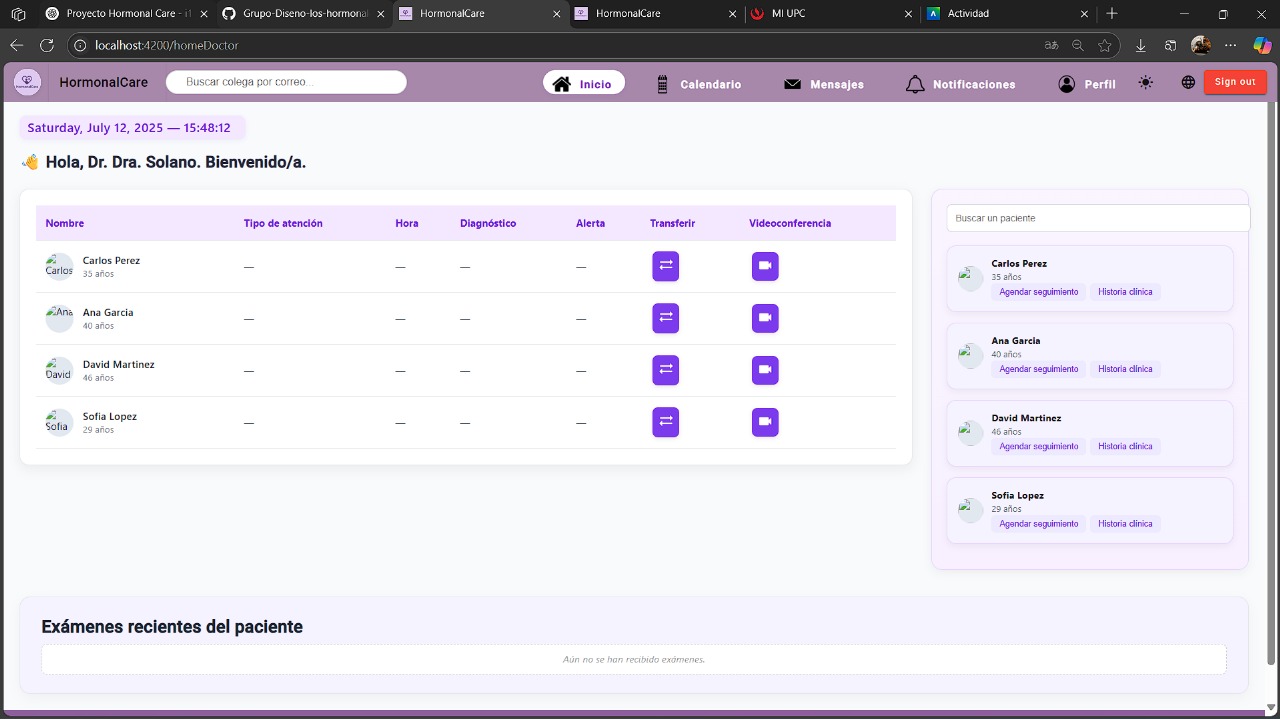 Proyecto HormonalCare - iT
Grupo-Diseno-los-hormonal
HormonalCare
HormonalCare
MI UPC
Actividad
localhost:4200/homeDoctor
HormonalCare
Buscar colega por correo...
Inicio
Calendario
Mensajes
Notificaciones
Perfil
Sign out
Saturday, July 12, 2025 — 15:48:12
👋 Hola, Dr. Dra. Solano. Bienvenido/a.
Nombre Tipo de atención Hora Diagnóstico Alerta Transferir Videoconferencia
Carlos
Carlos Perez
35 años
— — — —
Ana
Ana Garcia
40 años
— — — —
David
David Martinez
46 años
— — — —
Sofia
Sofia Lopez
29 años
— — — —
Buscar un paciente
Carlos Perez
35 años
Agendar seguimiento Historia clínica
Ana Garcia
40 años
Agendar seguimiento Historia clínica
David Martinez
46 años
Agendar seguimiento Historia clínica
Sofia Lopez
29 años
Agendar seguimiento Historia clínica
Exámenes recientes del paciente
Aún no se han recibido exámenes.